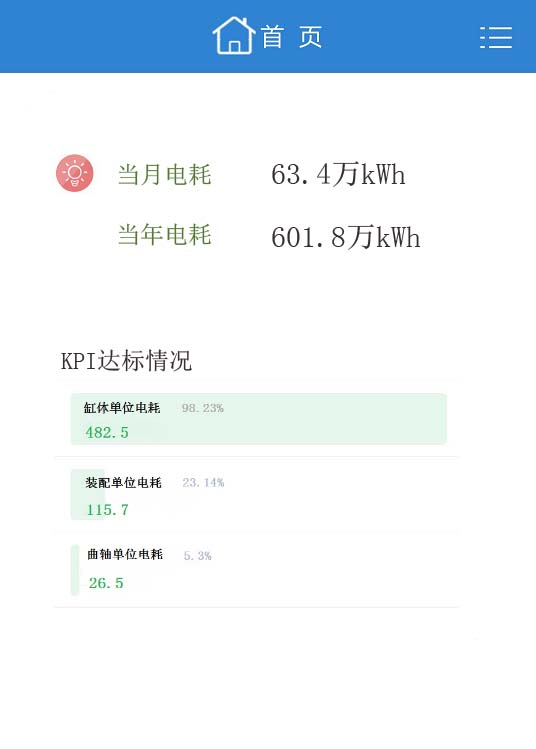 首 页
当月电耗 63.4万kWh
当年电耗 601.8万kWh
KPI达标情况
缸体单位电耗 98.23%
482.5
装配单位电耗 23.14%
115.7
曲轴单位电耗 5.3%
26.5